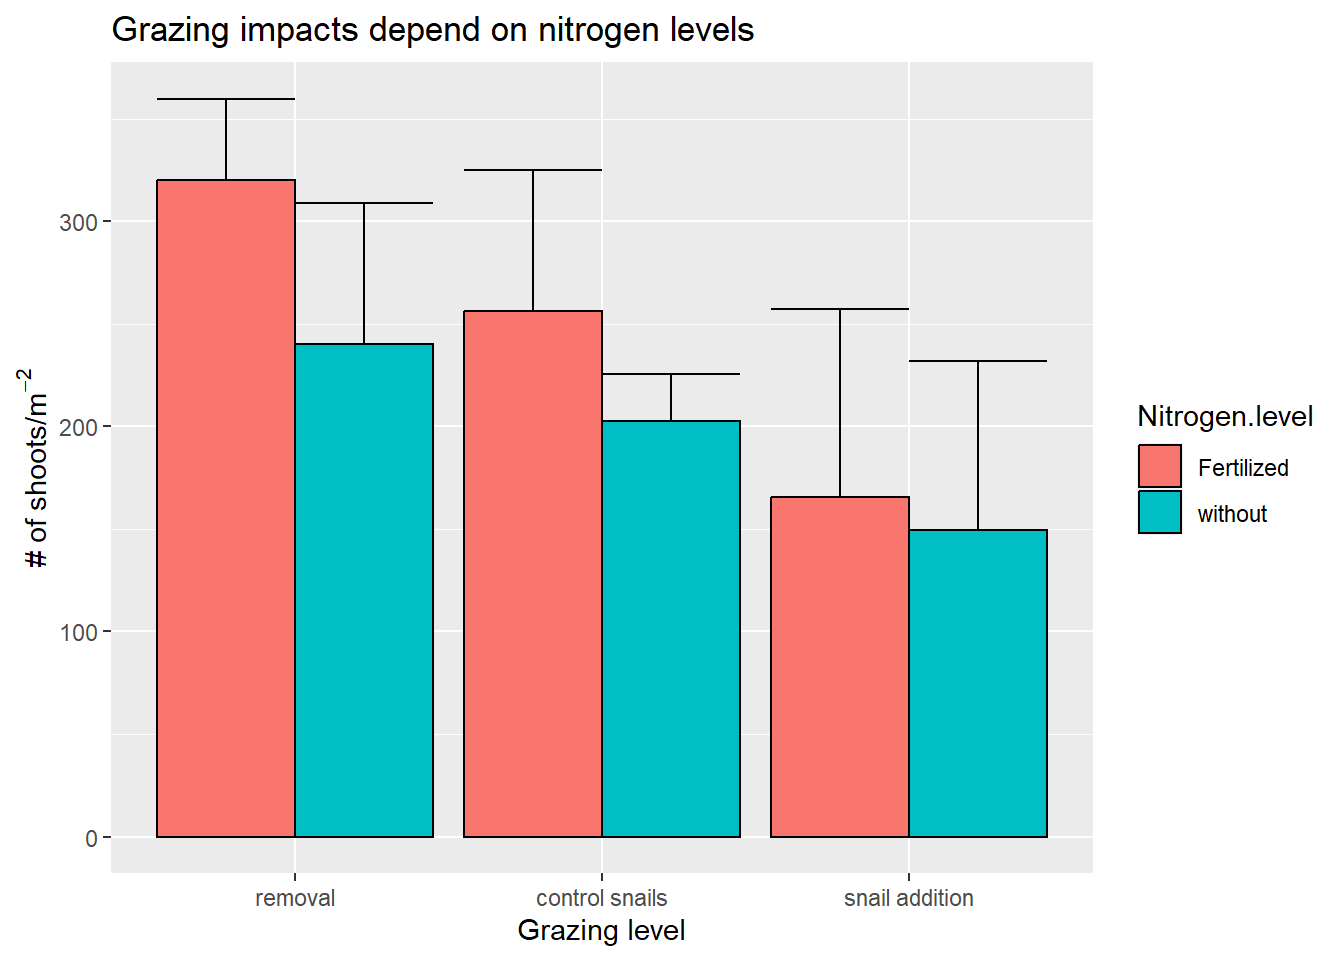 Grazing impacts depend on nitrogen levels
# of shoots/m⁻²
300
200
100
0
removal control snails snail addition
Grazing level
Nitrogen.level
Fertilized
without